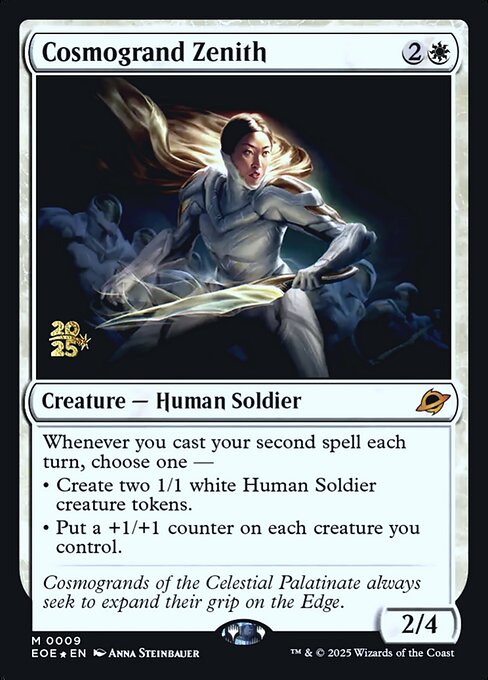 Cosmogrand Zenith 2
2025
Creature — Human Soldier
Whenever you cast your second spell each
turn, choose one —
• Create two 1/1 white Human Soldier
creature tokens.
• Put a +1/+1 counter on each creature you
control.
Cosmogrands of the Celestial Palatinate always
seek to expand their grip on the Edge.
2/4
M 0009
EOE★EN Anna Steinbauer
™ & © 2025 Wizards of the Coast